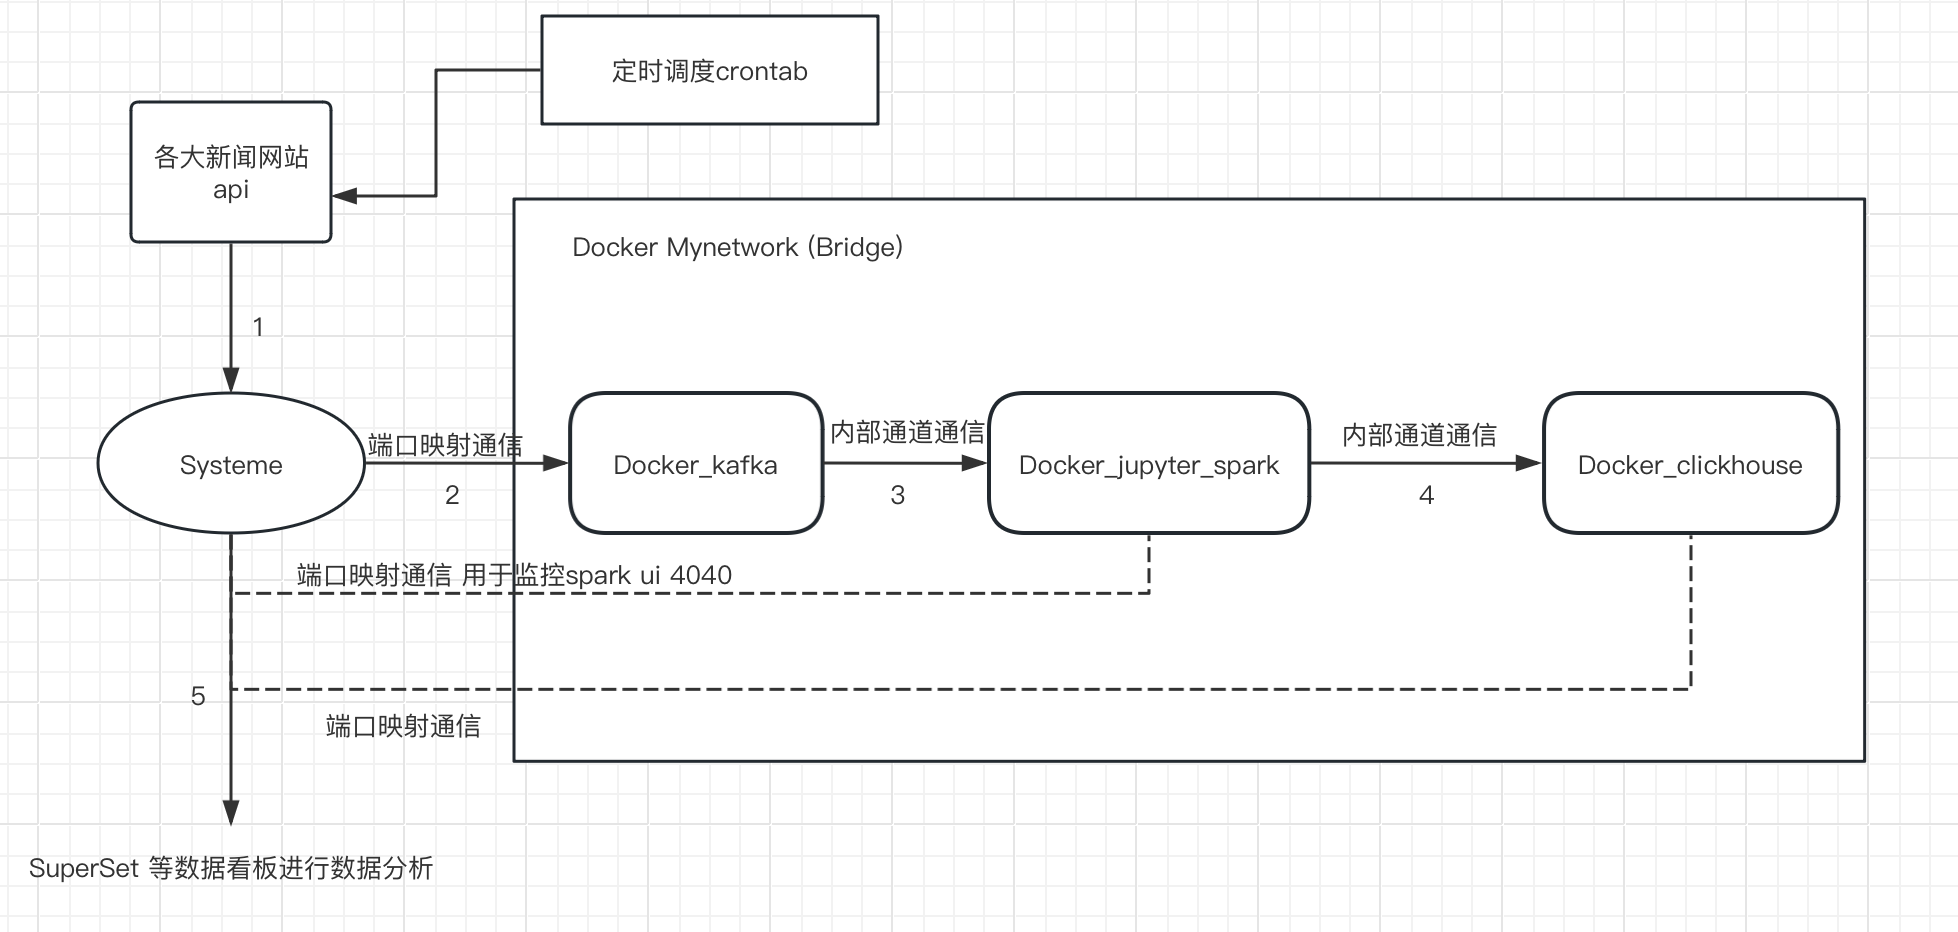 定时调度crontab
各大新闻网站
api
Docker Mynetwork (Bridge)
1
端口映射通信
内部通道通信
内部通道通信
Systeme
Docker_kafka
Docker_jupyter_spark
Docker_clickhouse
2
3
4
端口映射通信 用于监控spark ui 4040
5
端口映射通信
SuperSet 等数据看板进行数据分析